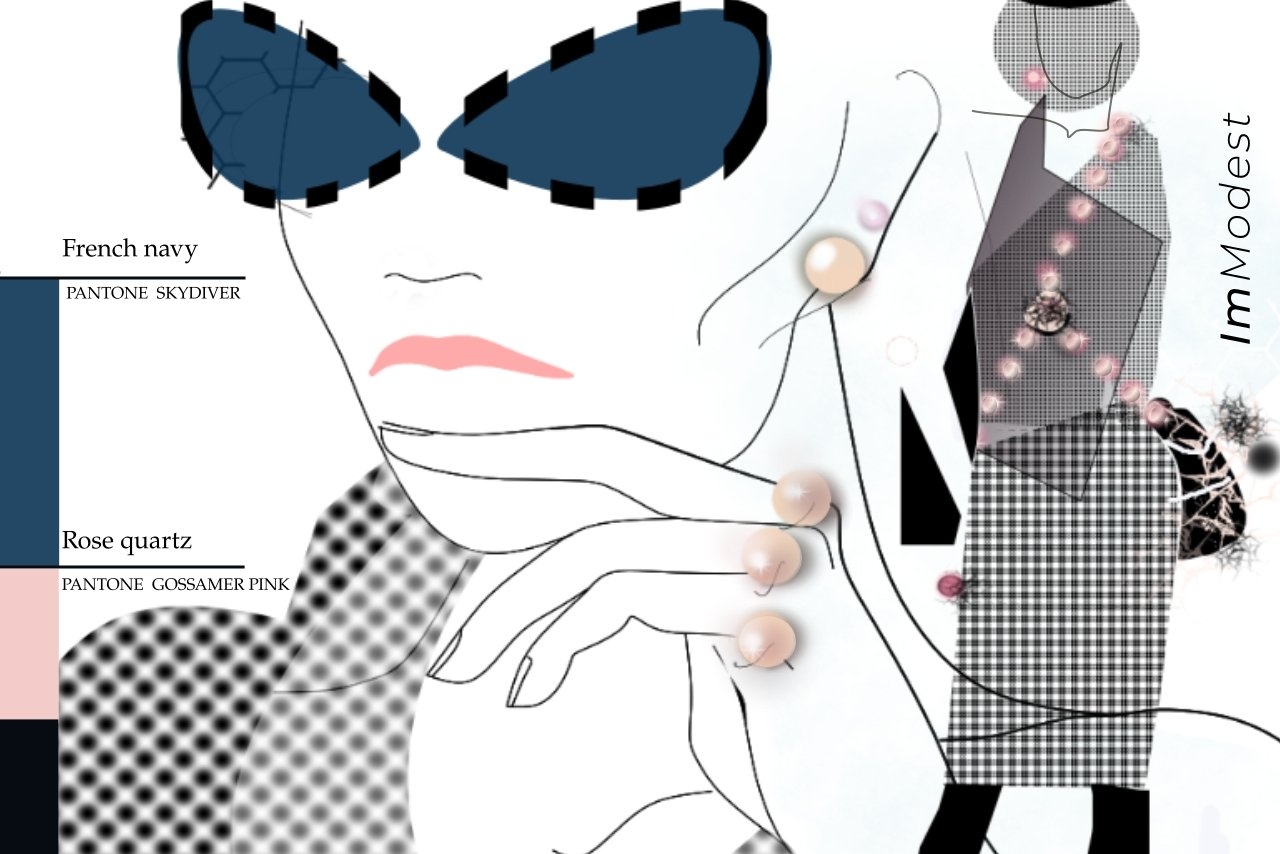 French navy
PANTONE SKYDIVER
Rose quartz
PANTONE GOSSAMER PINK
ImModest